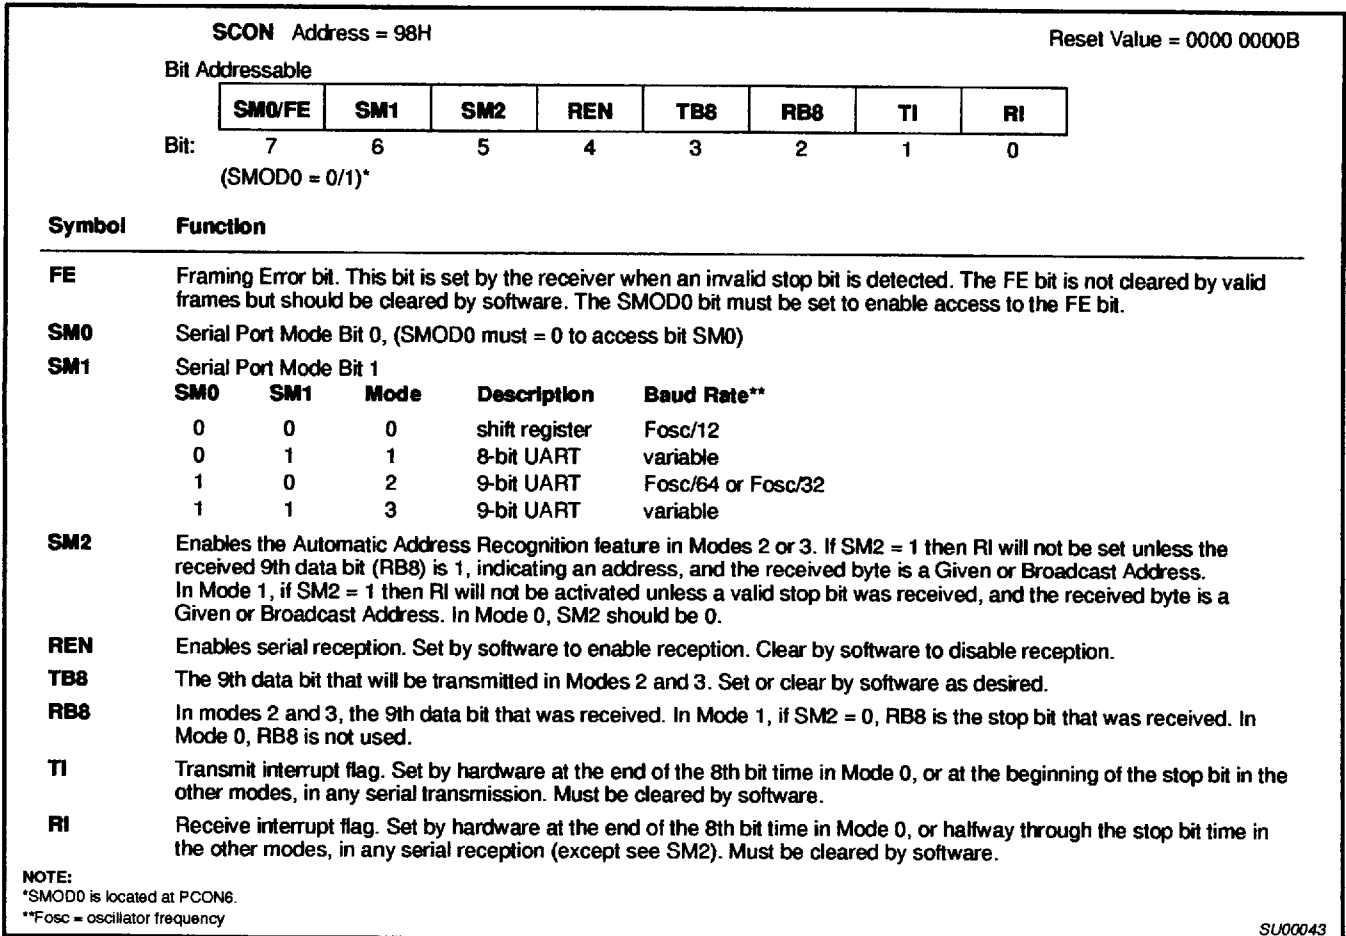 SCON Address = 98H Reset Value = 0000 0000B
Bit Addressable
SM0/FE SM1 SM2 REN TB8 RB8 TI RI
Bit: 7 6 5 4 3 2 1 0
(SMOD0 = 0/1)*
Symbol Function
FE Framing Error bit. This bit is set by the receiver when an invalid stop bit is detected. The FE bit is not cleared by valid
frames but should be cleared by software. The SMOD0 bit must be set to enable access to the FE bit.
SM0 Serial Port Mode Bit 0, (SMOD0 must = 0 to access bit SM0)
SM1 Serial Port Mode Bit 1
SM0 SM1 Mode Description Baud Rate**
0 0 0 shift register Fosc/12
0 1 1 8-bit UART variable
1 0 2 9-bit UART Fosc/64 or Fosc/32
1 1 3 9-bit UART variable
SM2 Enables the Automatic Address Recognition feature in Modes 2 or 3. If SM2 = 1 then RI will not be set unless the
received 9th data bit (RB8) is 1, indicating an address, and the received byte is a Given or Broadcast Address.
In Mode 1, if SM2 = 1 then RI will not be activated unless a valid stop bit was received, and the received byte is a
Given or Broadcast Address. In Mode 0, SM2 should be 0.
REN Enables serial reception. Set by software to enable reception. Clear by software to disable reception.
TB8 The 9th data bit that will be transmitted in Modes 2 and 3. Set or clear by software as desired.
RB8 In modes 2 and 3, the 9th data bit that was received. In Mode 1, if SM2 = 0, RB8 is the stop bit that was received. In
Mode 0, RB8 is not used.
TI Transmit interrupt flag. Set by hardware at the end of the 8th bit time in Mode 0, or at the beginning of the stop bit in the
other modes, in any serial transmission. Must be cleared by software.
RI Receive interrupt flag. Set by hardware at the end of the 8th bit time in Mode 0, or halfway through the stop bit time in
the other modes, in any serial reception (except see SM2). Must be cleared by software.
NOTE:
*SMOD0 is located at PCON6.
**Fosc = oscillator frequency
SU00043